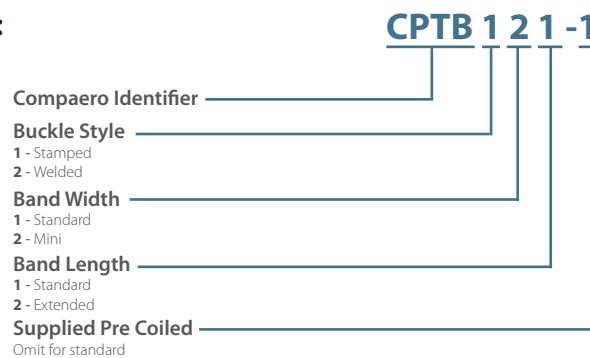 :
CPTB 1 2 1 -1
Compaero Identifier
Buckle Style
1 - Stamped
2 - Welded
Band Width
1 - Standard
2 - Mini
Band Length
1 - Standard
2 - Extended
Supplied Pre Coiled
Omit for standard